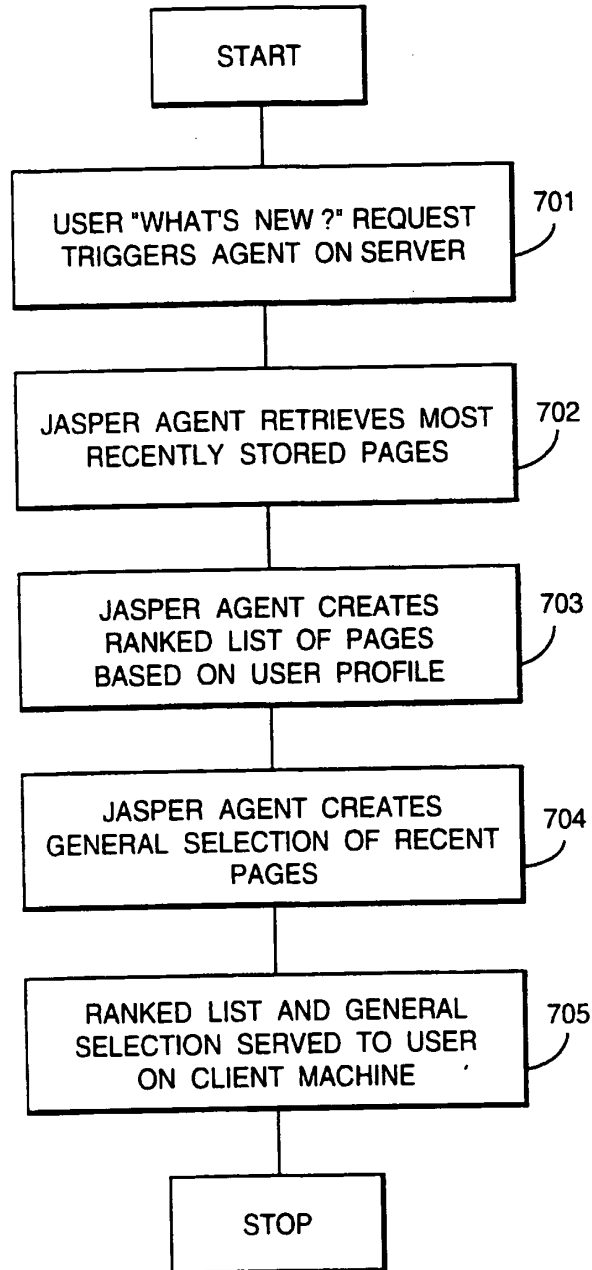 START
USER "WHAT'S NEW ?" REQUEST
TRIGGERS AGENT ON SERVER
701
JASPER AGENT RETRIEVES MOST
RECENTLY STORED PAGES
702
JASPER AGENT CREATES
RANKED LIST OF PAGES
BASED ON USER PROFILE
703
JASPER AGENT CREATES
GENERAL SELECTION OF RECENT
PAGES
704
RANKED LIST AND GENERAL
SELECTION SERVED TO USER
ON CLIENT MACHINE
705
STOP